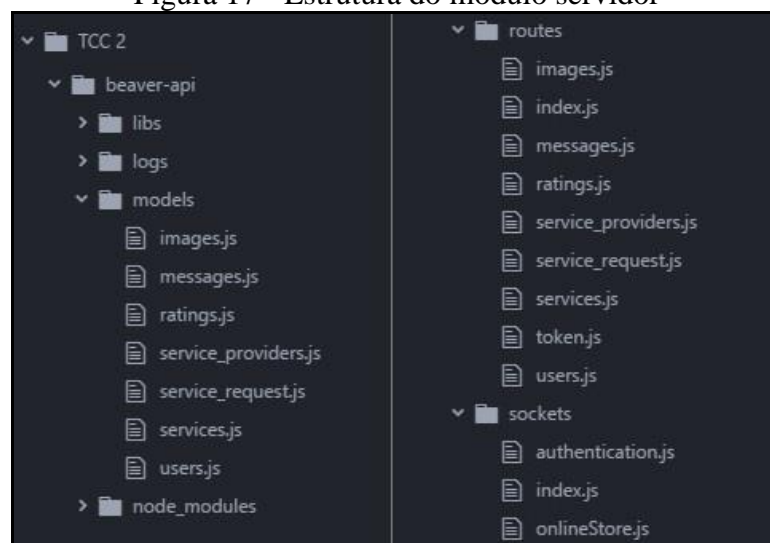 Figura 17 - Estrutura do módulo servidor
TCC 2
beaver-api
libs
logs
models
images.js
messages.js
ratings.js
service_providers.js
service_request.js
services.js
users.js
node_modules
routes
images.js
index.js
messages.js
ratings.js
service_providers.js
service_request.js
services.js
token.js
users.js
sockets
authentication.js
index.js
onlineStore.js